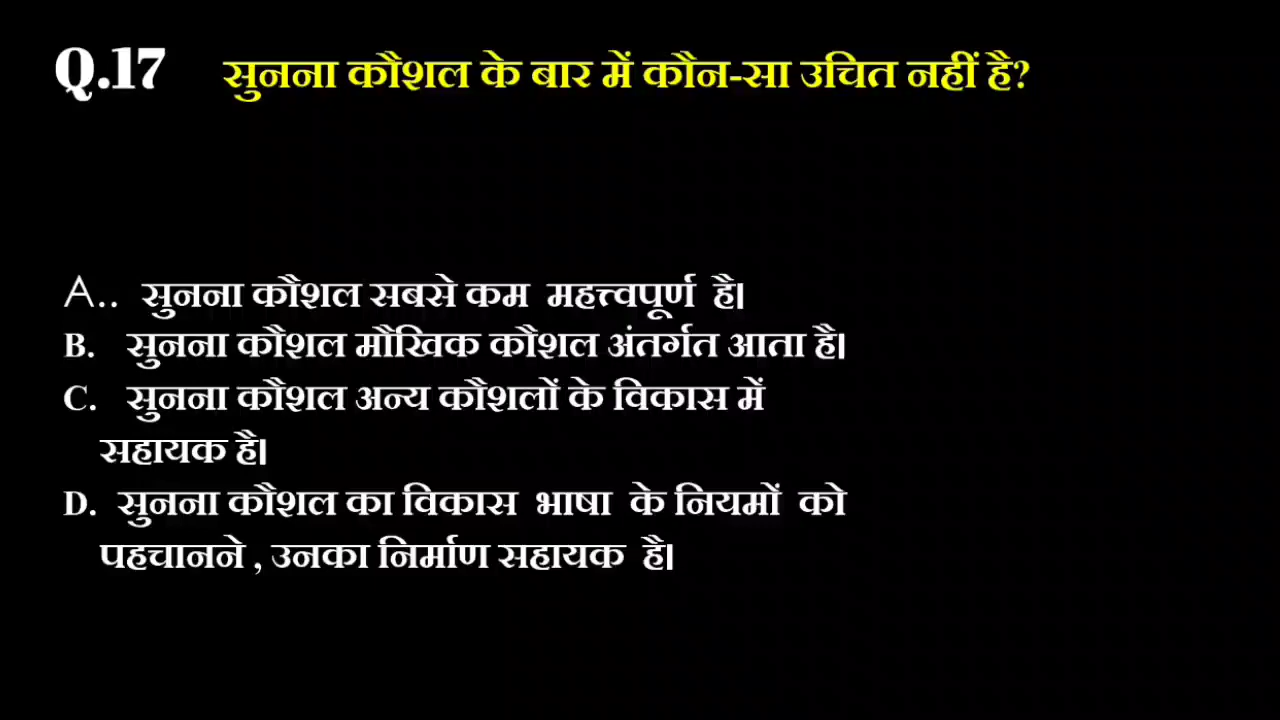 Q.17 सुनना कौशल के बार में कौन-सा उचित नहीं है?
A.. सुनना कौशल सबसे कम महत्त्वपूर्ण है।
B. सुनना कौशल मौखिक कौशल अंतर्गत आता है।
C. सुनना कौशल अन्य कौशलों के विकास में
सहायक है।
D. सुनना कौशल का विकास भाषा के नियमों को
पहचानने , उनका निर्माण सहायक है।